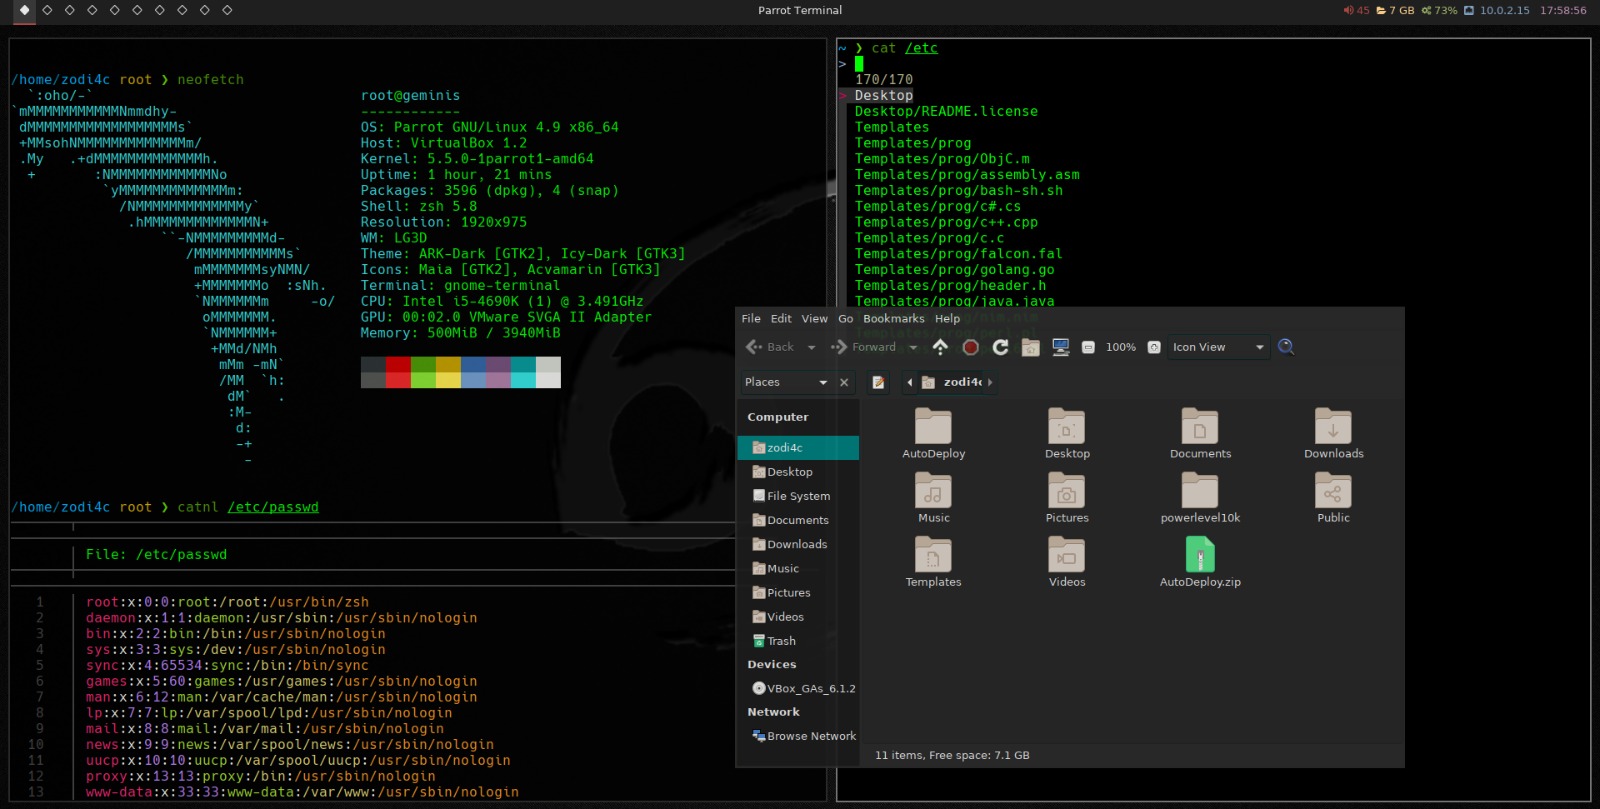 Parrot Terminal
45 7 GB 73% 10.0.2.15 17:58:56
/home/zodi4c root ❯ neofetch
`:oho/-`
`mMMMMMMMMMMMNmmdhy-
dMMMMMMMMMMMMMMMMMMs`
+MMsohNMMMMMMMMMMMMMm/
.My   .+dMMMMMMMMMMMMMh.
+       :NMMMMMMMMMMMMNo
`yMMMMMMMMMMMMMm:
/NMMMMMMMMMMMMMy`
.hMMMMMMMMMMMMMN+
``-NMMMMMMMMMd-
/MMMMMMMMMMMs`
mMMMMMMMsyNMN/
+MMMMMMMo  :sNh.
`NMMMMMMm     -o/
oMMMMMMM.
`NMMMMMM+
+MMd/NMh
mMm -mN`
/MM  `h:
dM`   .
:M-
d:
-+
-
root@geminis
------------
OS: Parrot GNU/Linux 4.9 x86_64
Host: VirtualBox 1.2
Kernel: 5.5.0-1parrot1-amd64
Uptime: 1 hour, 21 mins
Packages: 3596 (dpkg), 4 (snap)
Shell: zsh 5.8
Resolution: 1920x975
WM: LG3D
Theme: ARK-Dark [GTK2], Icy-Dark [GTK3]
Icons: Maia [GTK2], Acvamarin [GTK3]
Terminal: gnome-terminal
CPU: Intel i5-4690K (1) @ 3.491GHz
GPU: 00:02.0 VMware SVGA II Adapter
Memory: 500MiB / 3940MiB
/home/zodi4c root ❯ catnl /etc/passwd
File: /etc/passwd
1 root:x:0:0:root:/root:/usr/bin/zsh
2 daemon:x:1:1:daemon:/usr/sbin:/usr/sbin/nologin
3 bin:x:2:2:bin:/bin:/usr/sbin/nologin
4 sys:x:3:3:sys:/dev:/usr/sbin/nologin
5 sync:x:4:65534:sync:/bin:/bin/sync
6 games:x:5:60:games:/usr/games:/usr/sbin/nologin
7 man:x:6:12:man:/var/cache/man:/usr/sbin/nologin
8 lp:x:7:7:lp:/var/spool/lpd:/usr/sbin/nologin
9 mail:x:8:8:mail:/var/mail:/usr/sbin/nologin
10 news:x:9:9:news:/var/spool/news:/usr/sbin/nologin
11 uucp:x:10:10:uucp:/var/spool/uucp:/usr/sbin/nologin
12 proxy:x:13:13:proxy:/bin:/usr/sbin/nologin
13 www-data:x:33:33:www-data:/var/www:/usr/sbin/nologin
~ ❯ cat /etc
>
170/170
> Desktop
Desktop/README.license
Templates
Templates/prog
Templates/prog/ObjC.m
Templates/prog/assembly.asm
Templates/prog/bash-sh.sh
Templates/prog/c#.cs
Templates/prog/c++.cpp
Templates/prog/c.c
Templates/prog/falcon.fal
Templates/prog/golang.go
Templates/prog/header.h
Templates/prog/java.java
File Edit View Go Bookmarks Help
Back Forward 100% Icon View
Places zodi4c
Computer
zodi4c
Desktop
File System
Documents
Downloads
Music
Pictures
Videos
Trash
Devices
VBox_GAs_6.1.2
Network
Browse Network
AutoDeploy Desktop Documents Downloads
Music Pictures powerlevel10k Public
Templates Videos AutoDeploy.zip
11 items, Free space: 7.1 GB